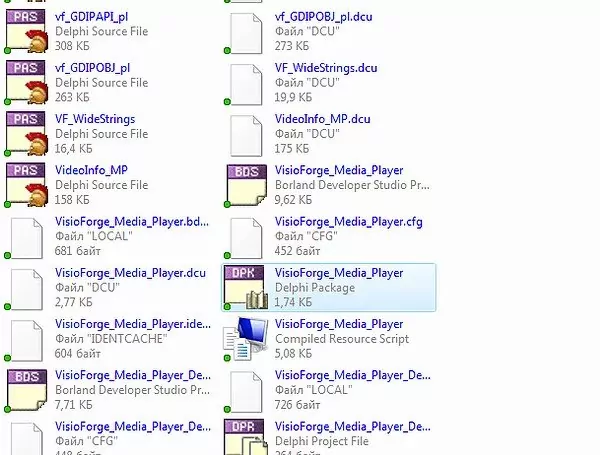 PAS
vf_GDIPAPI_pl
Delphi Source File
308 КБ
vf_GDIPOBJ_pl.dcu
Файл "DCU"
273 КБ
PAS
vf_GDIPOBJ_pl
Delphi Source File
263 КБ
VF_WideStrings.dcu
Файл "DCU"
19,9 КБ
PAS
VF_WideStrings
Delphi Source File
16,4 КБ
VideoInfo_MP.dcu
Файл "DCU"
175 КБ
PAS
VideoInfo_MP
Delphi Source File
158 КБ
BDS
VisioForge_Media_Player
Borland Developer Studio Pr...
9,62 КБ
VisioForge_Media_Player.bd...
Файл "LOCAL"
681 байт
VisioForge_Media_Player.cfg
Файл "CFG"
452 байт
VisioForge_Media_Player.dcu
Файл "DCU"
2,77 КБ
DPK
VisioForge_Media_Player
Delphi Package
1,74 КБ
VisioForge_Media_Player.ide...
Файл "IDENTCACHE"
604 байт
VisioForge_Media_Player
Compiled Resource Script
5,08 КБ
BDS
VisioForge_Media_Player_De...
Borland Developer Studio Pr...
7,71 КБ
VisioForge_Media_Player_De...
Файл "LOCAL"
726 байт
VisioForge_Media_Player_De...
Файл "CFG"
448 байт
DPR
VisioForge_Media_Player_De...
Delphi Project File
264 байт